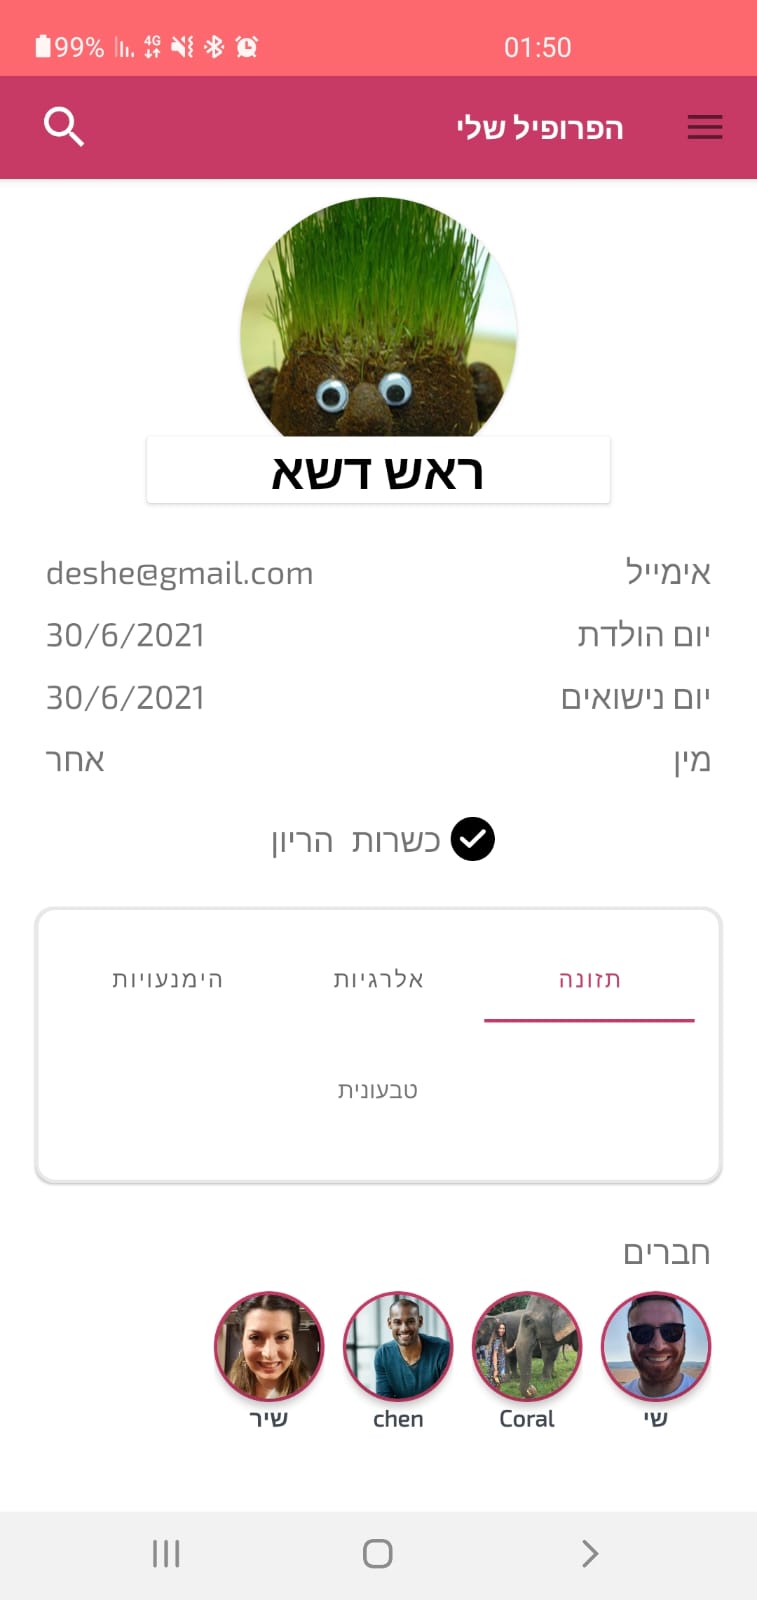 99% 4G 01:50
הפרופיל שלי
ראש דשא
אימייל deshe@gmail.com
יום הולדת 30/6/2021
יום נישואים 30/6/2021
מין אחר
כשרות הריון
תזונה אלרגיות הימנעויות
טבעונית
חברים
שי Coral chen שיר